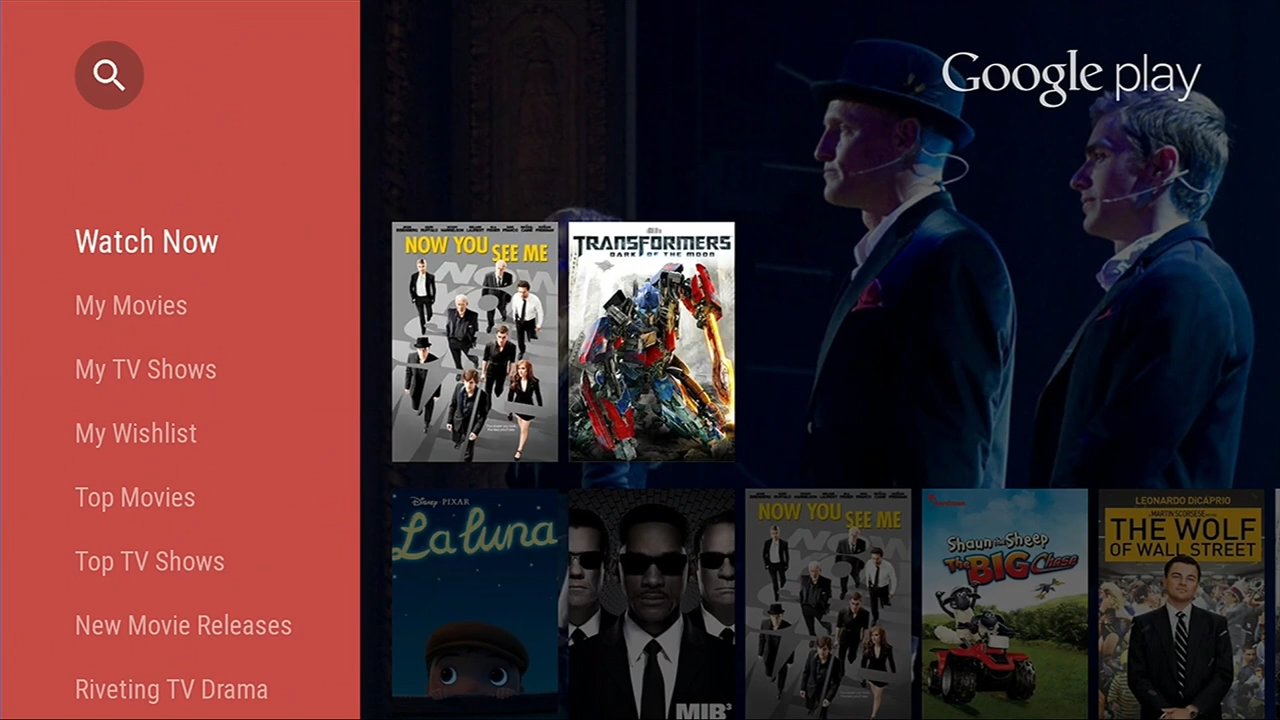 Google play
Watch Now
My Movies
My TV Shows
My Wishlist
Top Movies
Top TV Shows
New Movie Releases
Riveting TV Drama
NOW YOU SEE ME
TRANSFORMERS
DARK OF THE MOON
Disney·PIXAR
La luna
MIB³
NOW YOU SEE ME
Shaun the Sheep
The BIG Chase
LEONARDO DiCAPRIO
THE WOLF
OF WALL STREET